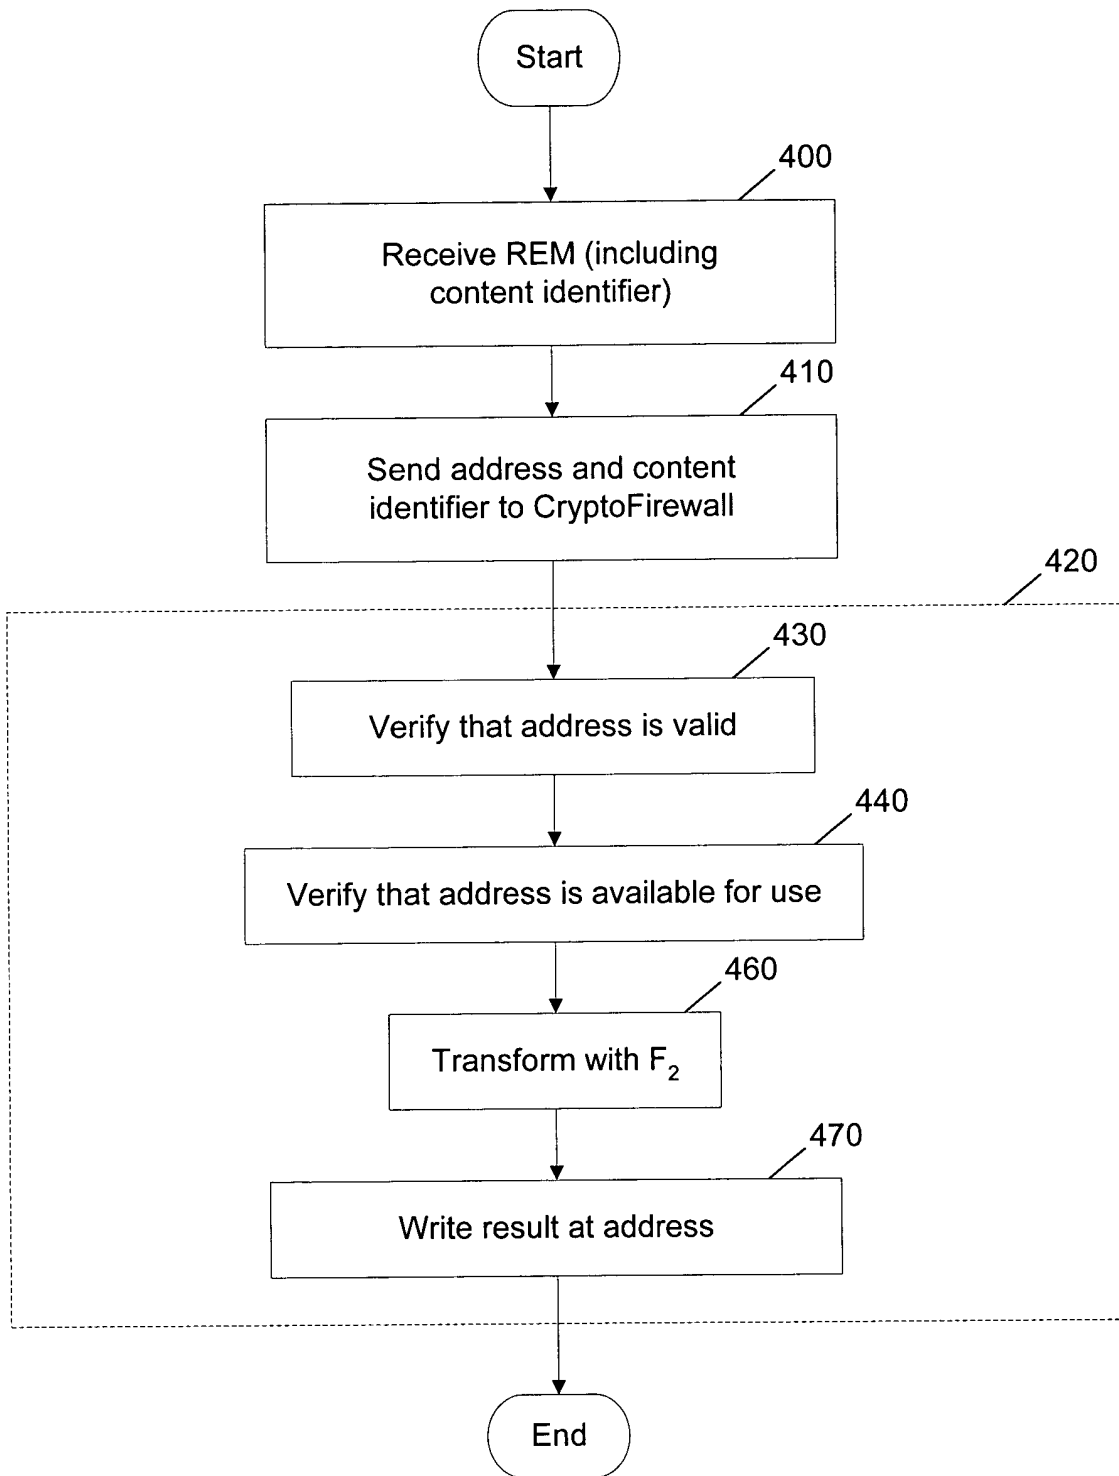 Start
400
Receive REM (including
content identifier)
410
Send address and content
identifier to CryptoFirewall
420
430
Verify that address is valid
440
Verify that address is available for use
460
Transform with F₂
470
Write result at address
End